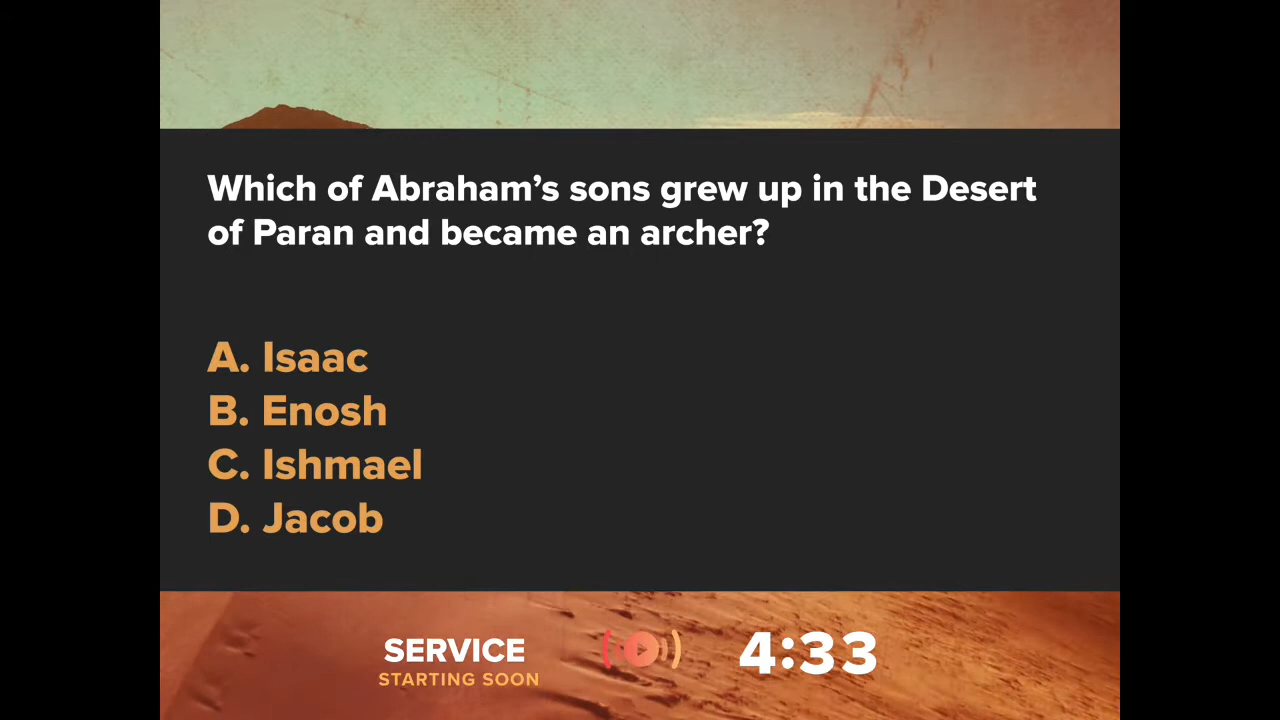 Which of Abraham’s sons grew up in the Desert
of Paran and became an archer?
A. Isaac
B. Enosh
C. Ishmael
D. Jacob
SERVICE
STARTING SOON
4:33